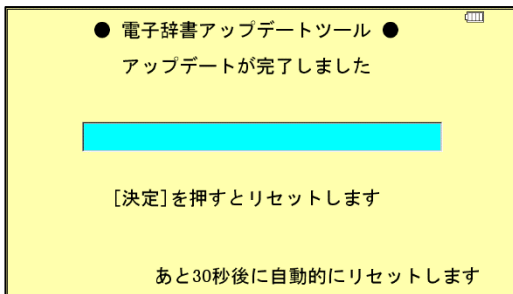 ● 電子辞書アップデートツール ●
アップデートが完了しました
[決定]を押すとリセットします
あと30秒後に自動的にリセットします